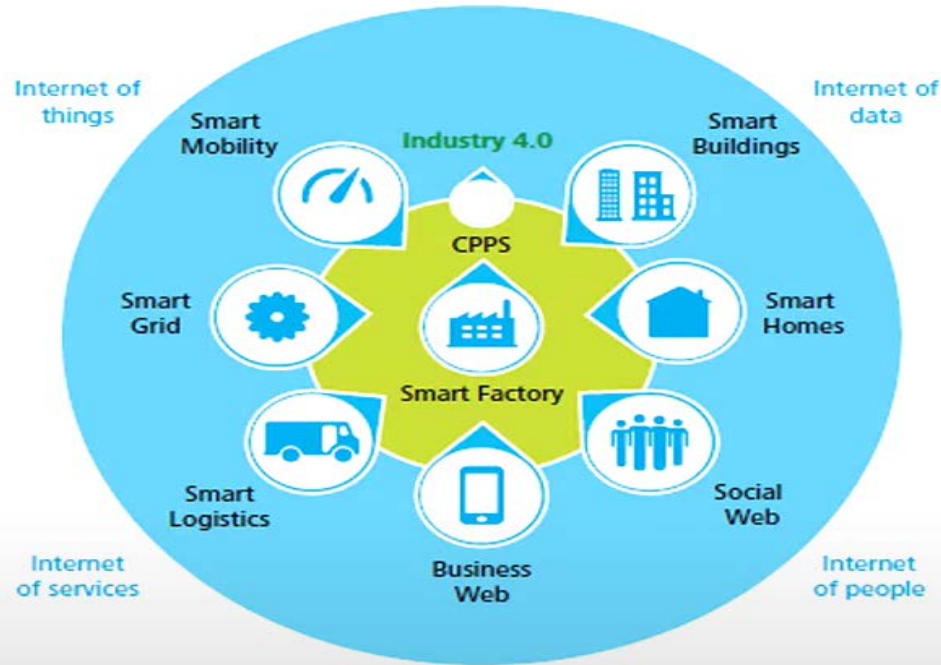 Internet of
things
Internet of
data
Smart
Mobility
Industry 4.0
Smart
Buildings
CPPS
Smart
Grid
Smart
Homes
Smart Factory
Smart
Logistics
Social
Web
Business
Web
Internet
of services
Internet
of people